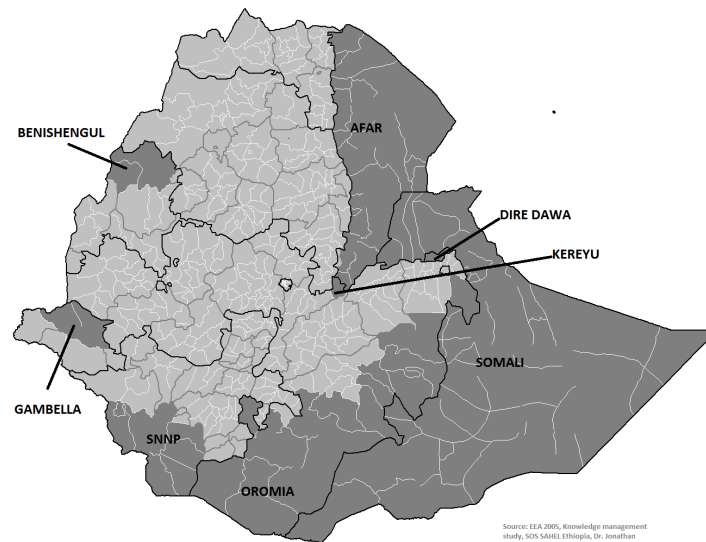 AFAR
BENISHENGUL
DIRE DAWA
KEREYU
SOMALI
GAMBELLA
SNNP
OROMIA
Source: EEA 2005, Knowledge management
study, SOS SAHEL Ethiopia, Dr. Jonathan